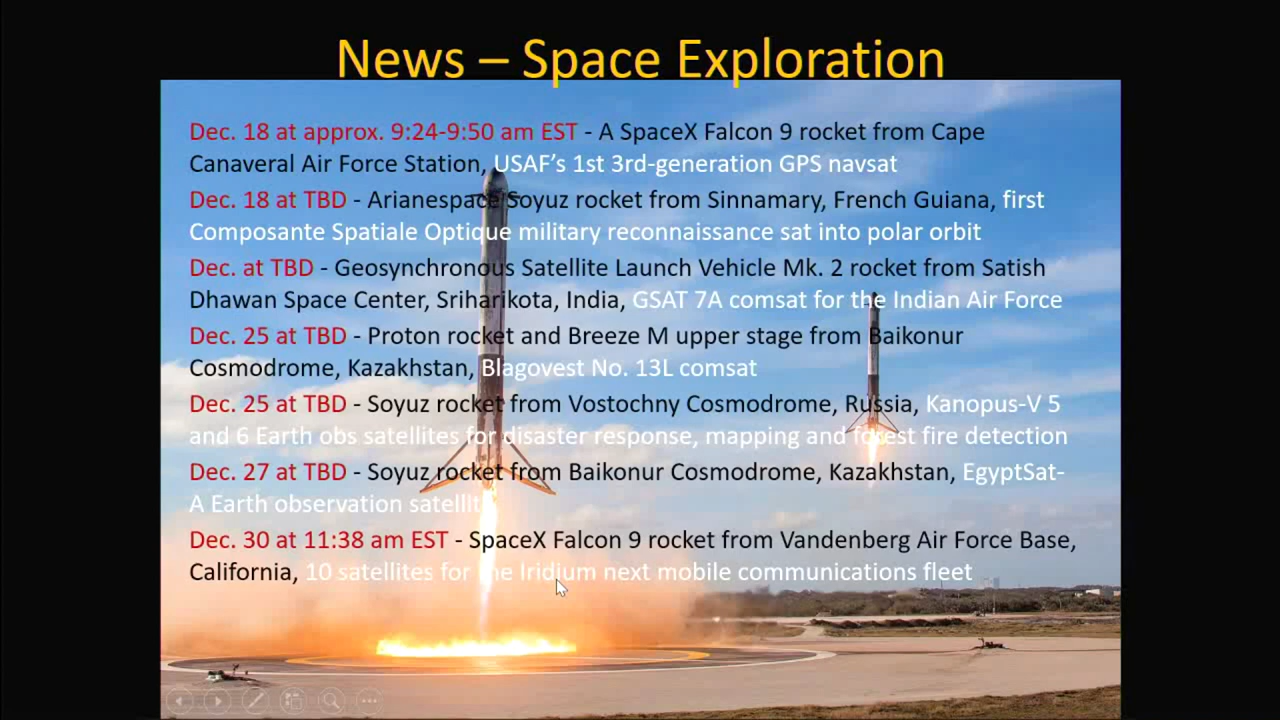 News – Space Exploration
Dec. 18 at approx. 9:24-9:50 am EST - A SpaceX Falcon 9 rocket from Cape
Canaveral Air Force Station, USAF's 1st 3rd-generation GPS navsat
Dec. 18 at TBD - Arianespace Soyuz rocket from Sinnamary, French Guiana, first
Composante Spatiale Optique military reconnaissance sat into polar orbit
Dec. at TBD - Geosynchronous Satellite Launch Vehicle Mk. 2 rocket from Satish
Dhawan Space Center, Sriharikota, India, GSAT 7A comsat for the Indian Air Force
Dec. 25 at TBD - Proton rocket and Breeze M upper stage from Baikonur
Cosmodrome, Kazakhstan, Blagovest No. 13L comsat
Dec. 25 at TBD - Soyuz rocket from Vostochny Cosmodrome, Russia, Kanopus-V 5
and 6 Earth obs satellites for disaster response, mapping and forest fire detection
Dec. 27 at TBD - Soyuz rocket from Baikonur Cosmodrome, Kazakhstan, EgyptSat-
A Earth observation satellite
Dec. 30 at 11:38 am EST - SpaceX Falcon 9 rocket from Vandenberg Air Force Base,
California, 10 satellites for the Iridium next mobile communications fleet